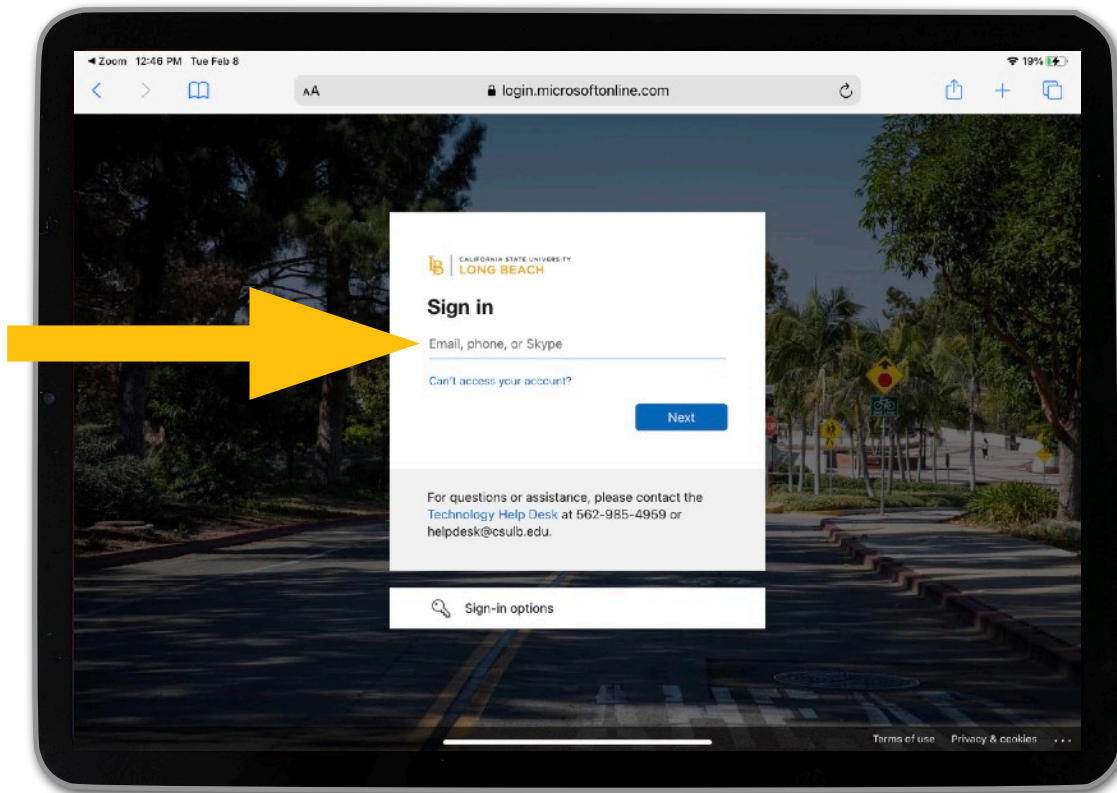 Zoom 12:46 PM Tue Feb 8 19%
AA login.microsoftonline.com
LB CALIFORNIA STATE UNIVERSITY
LONG BEACH
Sign in
Email, phone, or Skype
Can't access your account?
Next
For questions or assistance, please contact the
Technology Help Desk at 562-985-4959 or
helpdesk@csulb.edu.
Sign-in options
AHEA
Terms of use Privacy & cookies ...